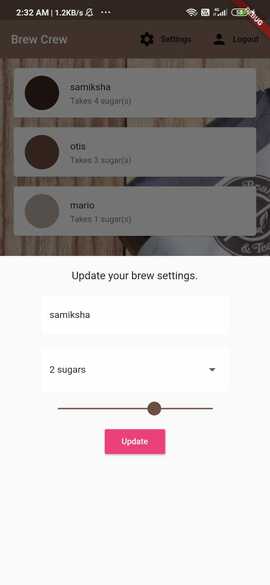 2:32 AM | 1.2KB/s
Brew Crew
Settings
Logout
samiksha
Takes 4 sugar(s)
otis
Takes 3 sugar(s)
mario
Takes 1 sugar(s)
Update your brew settings.
samiksha
2 sugars
Update